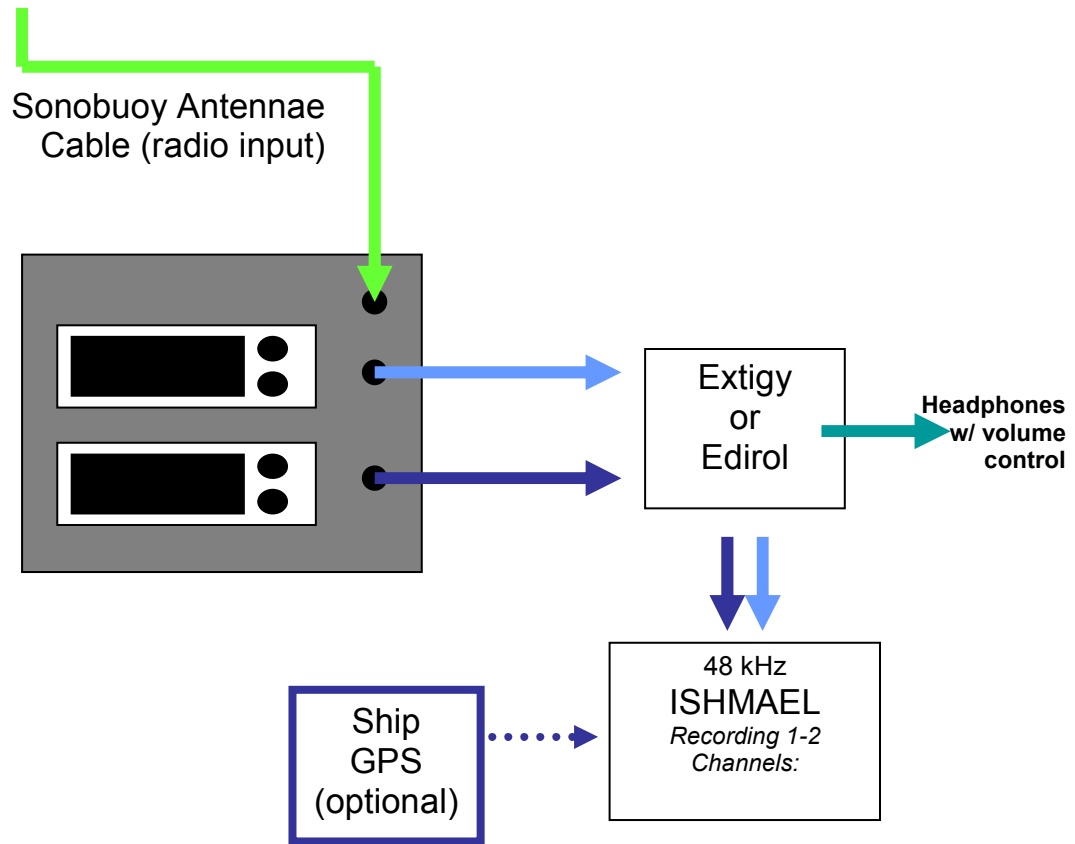 Sonobuoy Antennae
Cable (radio input)
Extigy
or
Edirol
Headphones
w/ volume
control
48 kHz
ISHMAEL
Recording 1-2
Channels:
Ship
GPS
(optional)